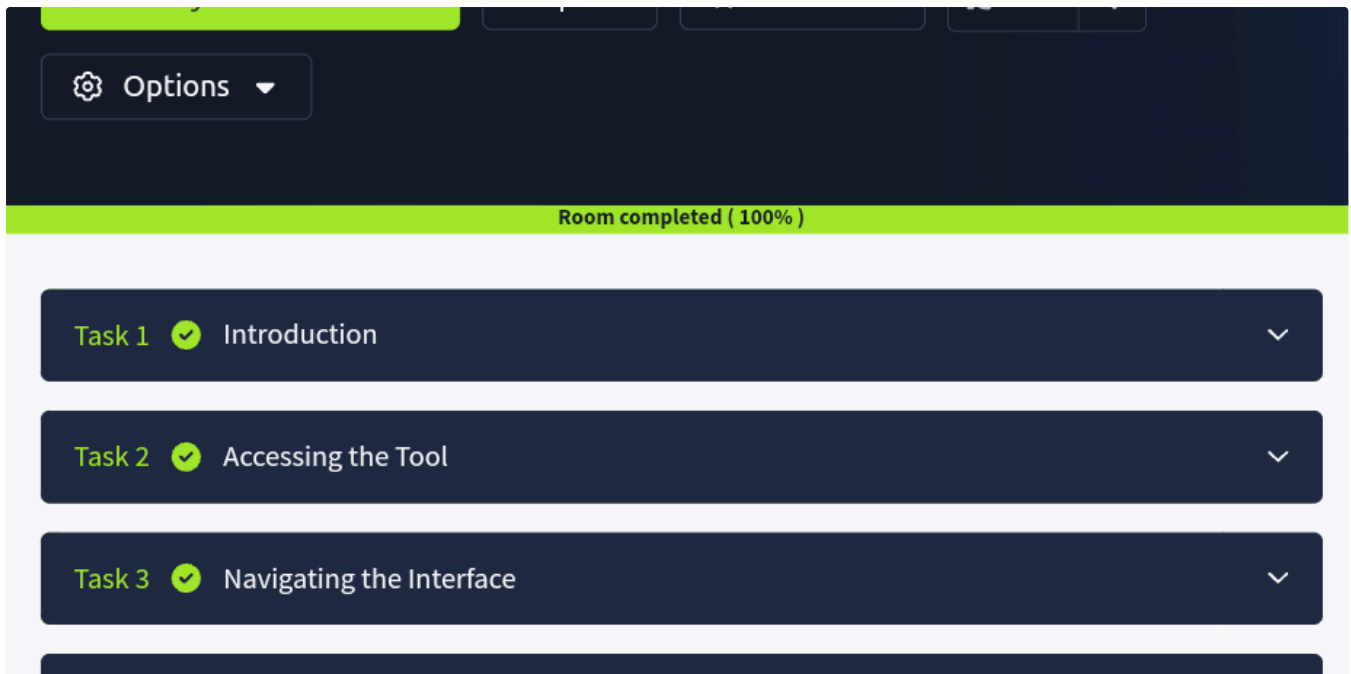 Options
Room completed ( 100% )
Task 1 Introduction
Task 2 Accessing the Tool
Task 3 Navigating the Interface